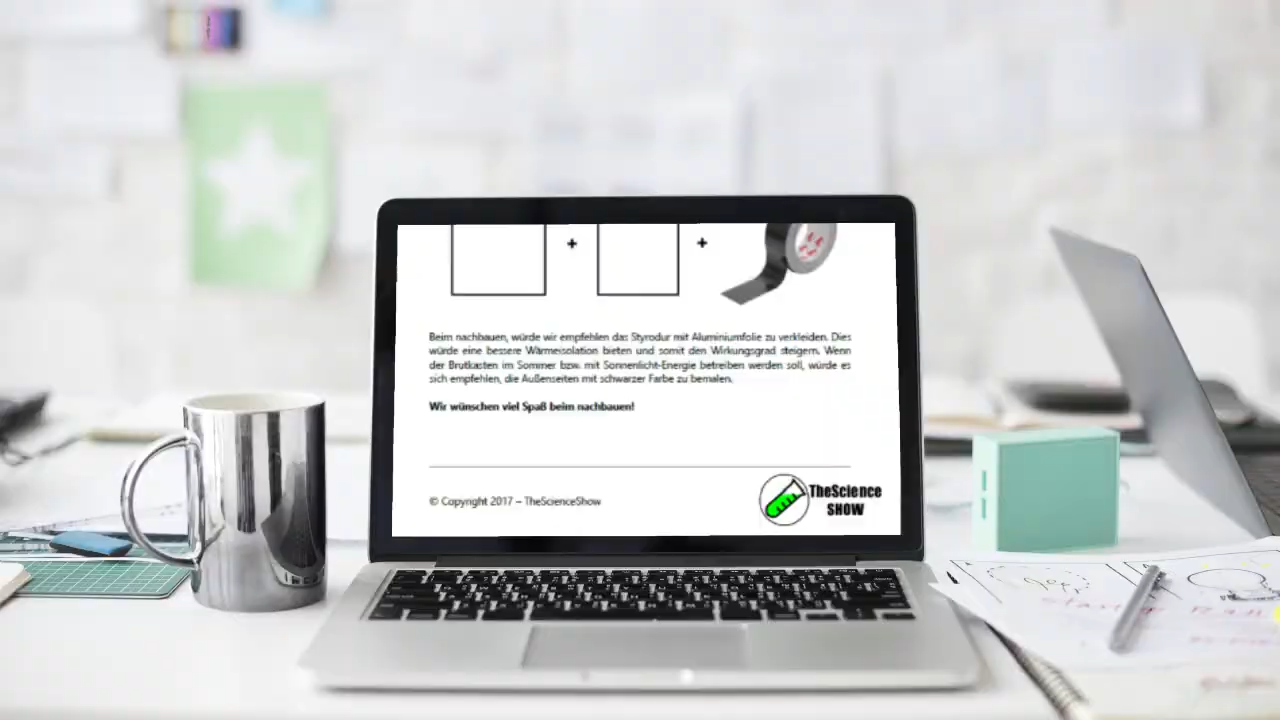 + +
Beim nachbauen, würde wir empfehlen das Styrodur mit Aluminiumfolie zu verkleiden. Dies
würde eine bessere Wärmeisolation bieten und somit den Wirkungsgrad steigern. Wenn
der Brutkasten im Sommer bzw. mit Sonnenlicht-Energie betreiben werden soll, würde es
sich empfehlen, die Außenseiten mit schwarzer Farbe zu bemalen.
Wir wünschen viel Spaß beim nachbauen!
© Copyright 2017 – TheScienceShow
TheScience
SHOW